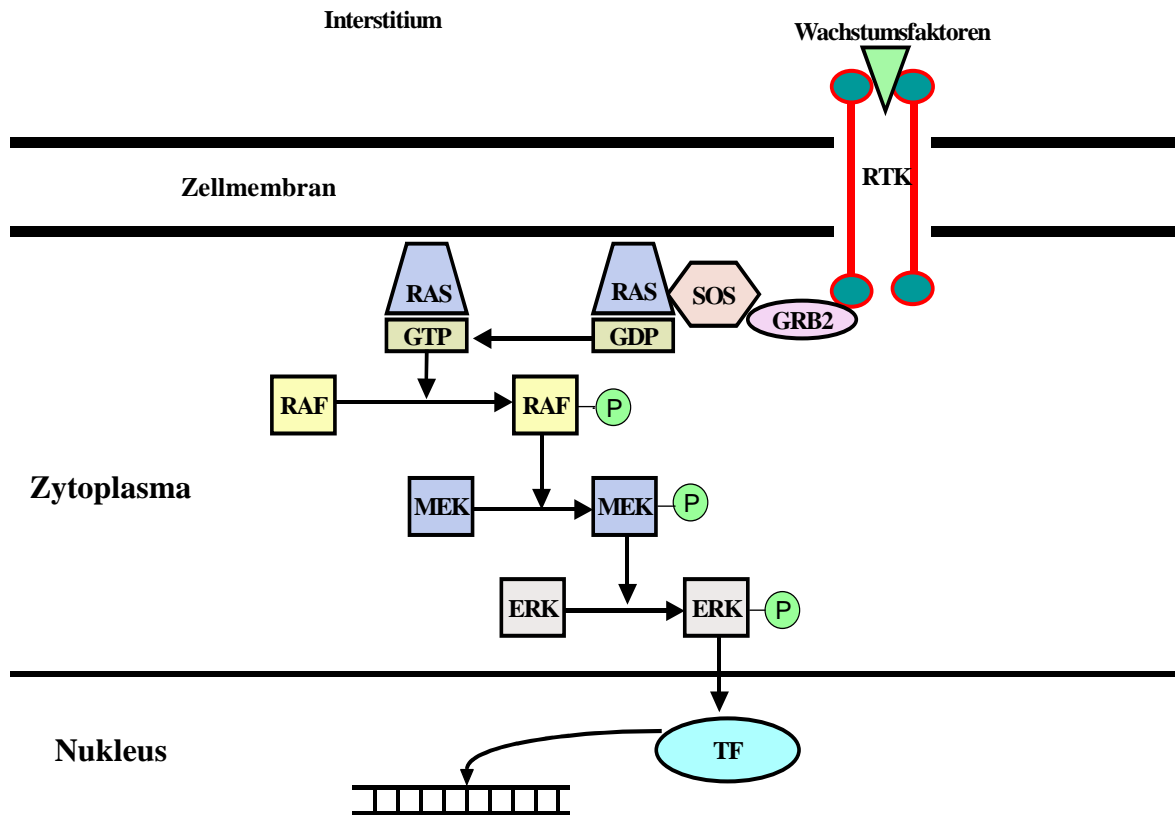 Interstitium
Wachstumsfaktoren
Zellmembran
RTK
RAS
RAS
SOS
GRB2
GTP
GDP
RAF
RAF
P
Zytoplasma
MEK
MEK
P
ERK
ERK
P
Nukleus
TF